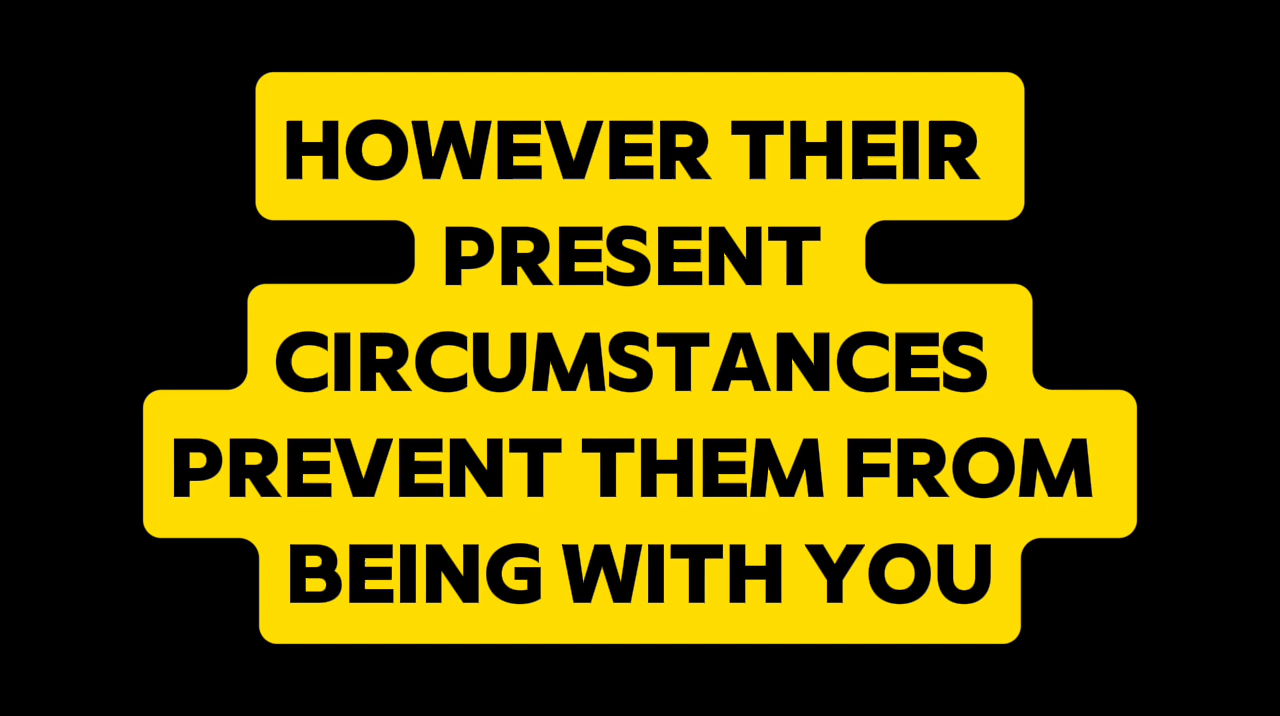 HOWEVER THEIR
PRESENT
CIRCUMSTANCES
PREVENT THEM FROM
BEING WITH YOU